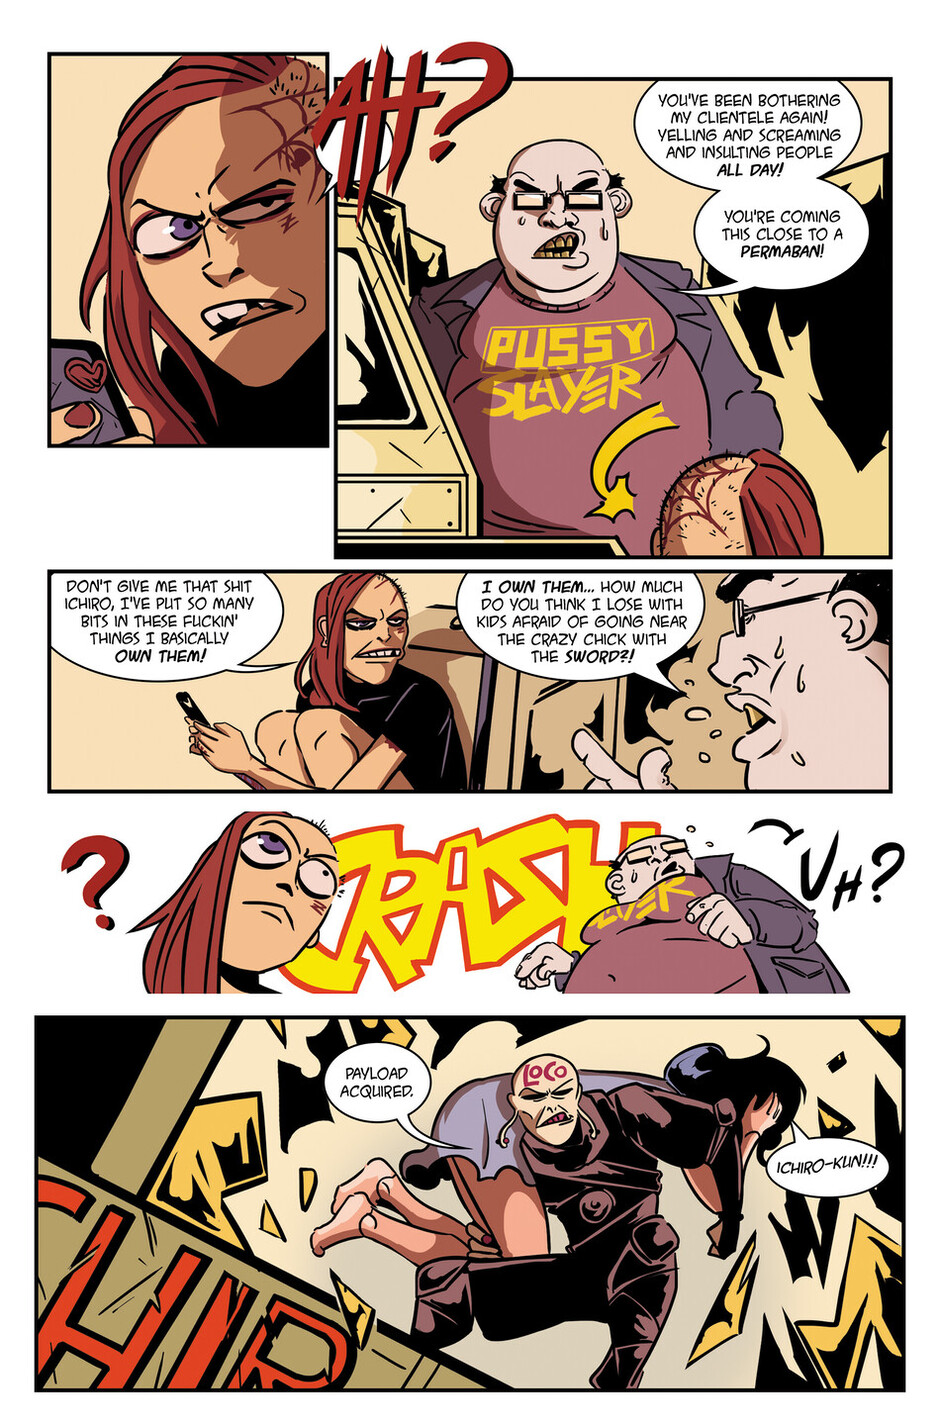 AH?
YOU'VE BEEN BOTHERING
MY CLIENTELE AGAIN!
YELLING AND SCREAMING
AND INSULTING PEOPLE
ALL DAY!
YOU'RE COMING
THIS CLOSE TO A
PERMABAN!
PUSSY
SLAYER
DON'T GIVE ME THAT SHIT
ICHIRO, I'VE PUT SO MANY
BITS IN THESE FUCKIN'
THINGS I BASICALLY
OWN THEM!
I OWN THEM... HOW MUCH
DO YOU THINK I LOSE WITH
KIDS AFRAID OF GOING NEAR
THE CRAZY CHICK WITH
THE SWORD?!
?
CRASH
UH?
LOCO
PAYLOAD
ACQUIRED.
ICHIRO-KUN!!!
CHIR